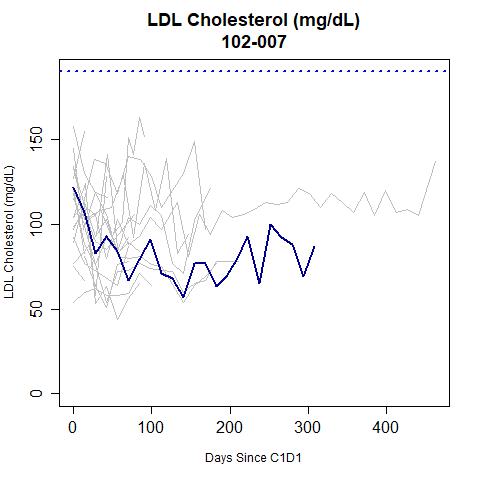 LDL Cholesterol (mg/dL)
102-007
LDL Cholesterol (mg/dL)
150
100
50
0
0 100 200 300 400
Days Since C1D1